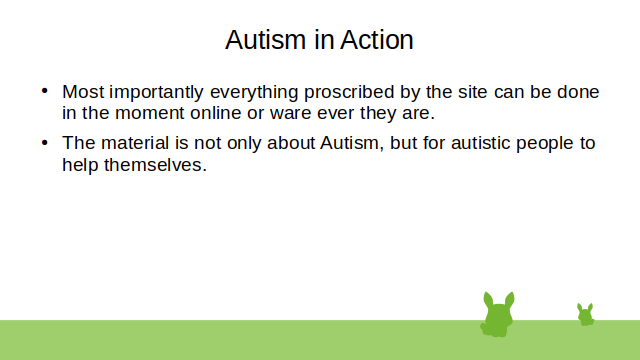 Autism in Action
• Most importantly everything proscribed by the site can be done
in the moment online or ware ever they are.
• The material is not only about Autism, but for autistic people to
help themselves.